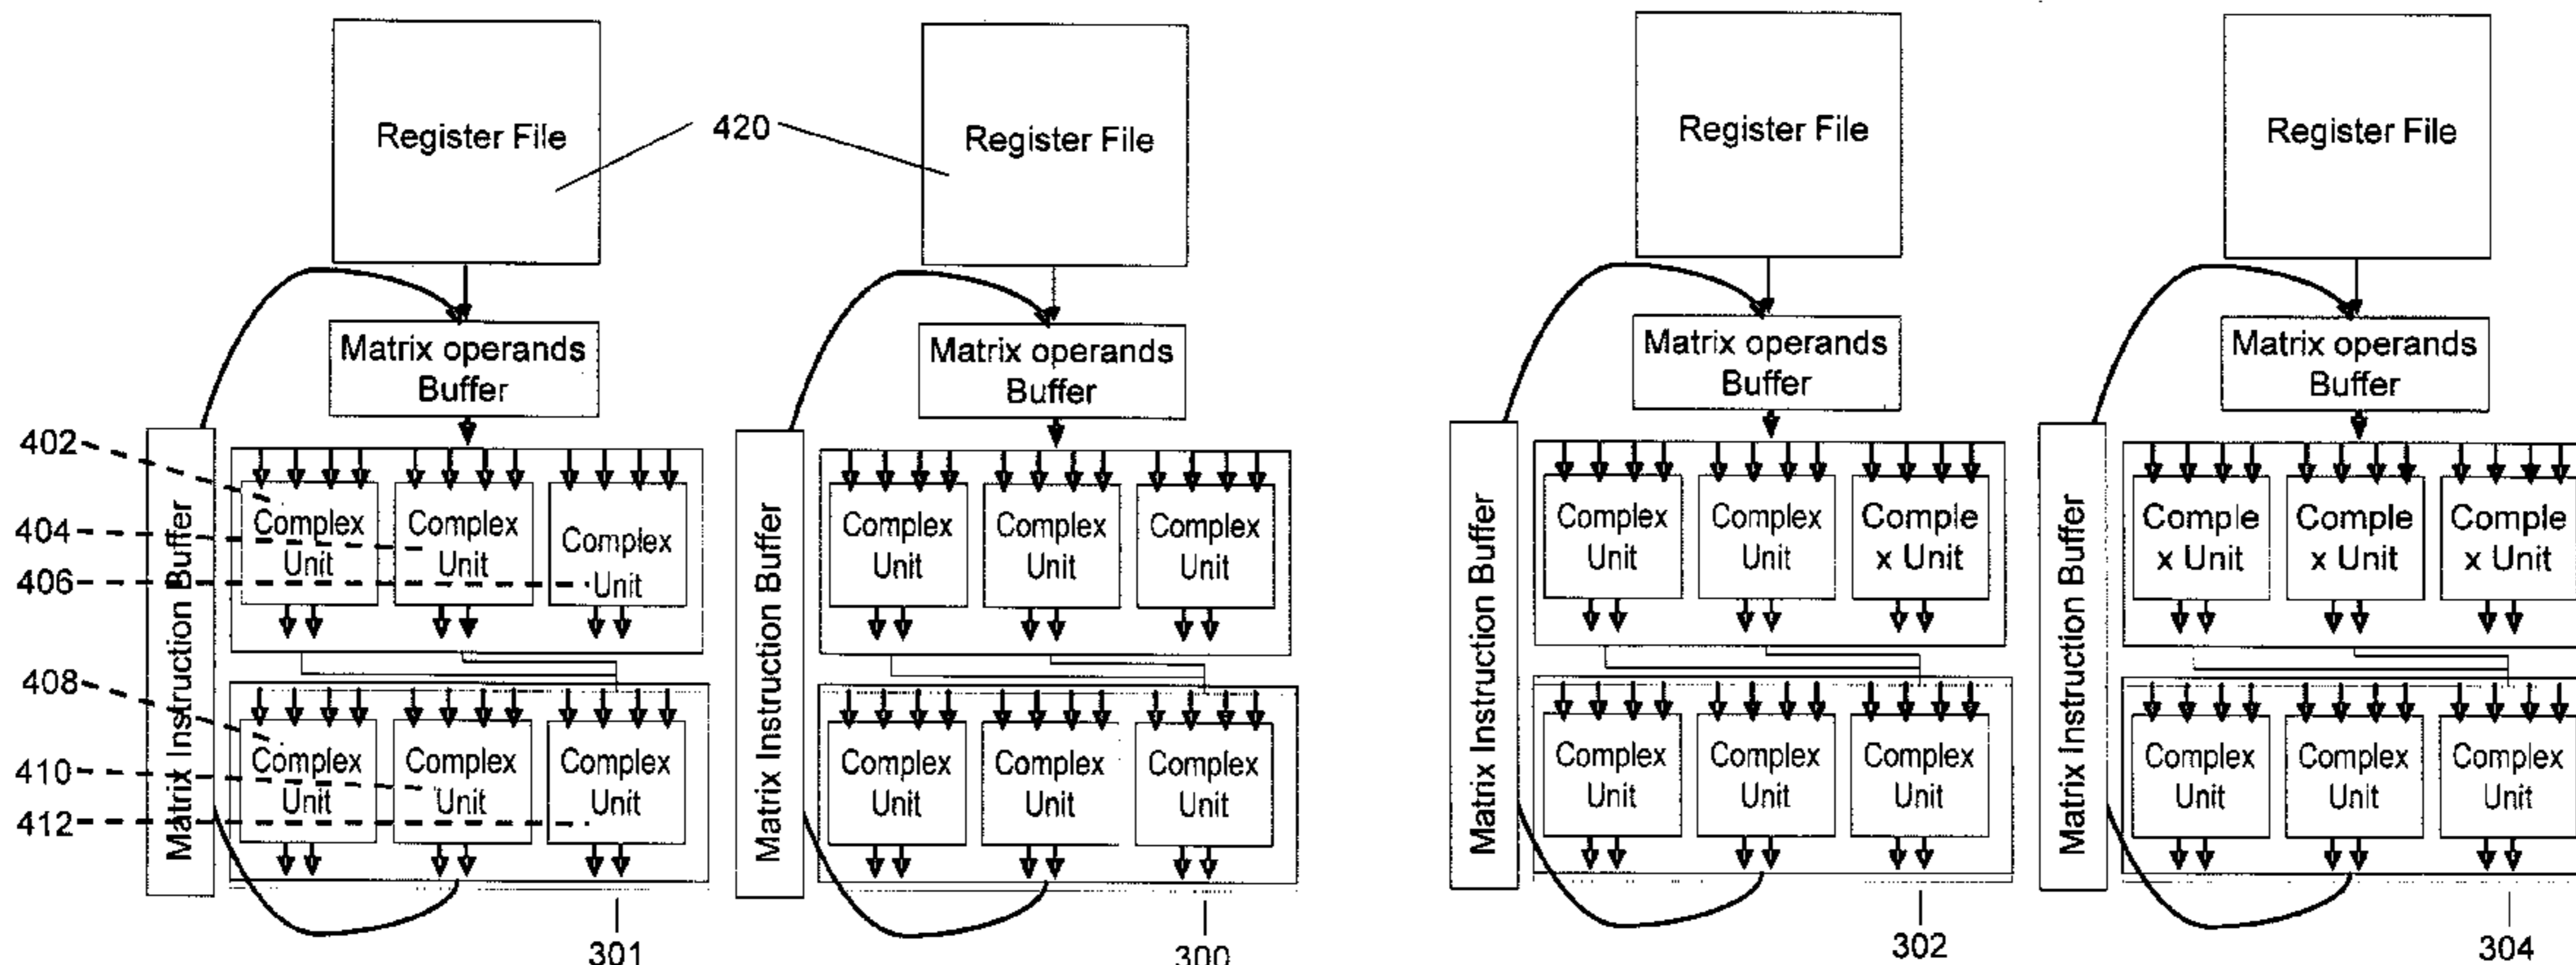 Register File
420
Register File
Register File
Register File
Matrix operands
Buffer
Matrix operands
Buffer
Matrix operands
Buffer
Matrix operands
Buffer
402
404
406
408
410
412
Matrix Instruction Buffer
Complex
Unit
Complex
Unit
Complex
Unit
Complex
Unit
Complex
Unit
Complex
Unit
301
Matrix Instruction Buffer
Complex
Unit
Complex
Unit
Complex
Unit
Complex
Unit
Complex
Unit
Complex
Unit
300
Matrix Instruction Buffer
Complex
Unit
Complex
Unit
Comple
x Unit
Complex
Unit
Complex
Unit
Complex
Unit
302
Matrix Instruction Buffer
Comple
x Unit
Comple
x Unit
Comple
x Unit
Complex
Unit
Complex
Unit
Complex
Unit
304